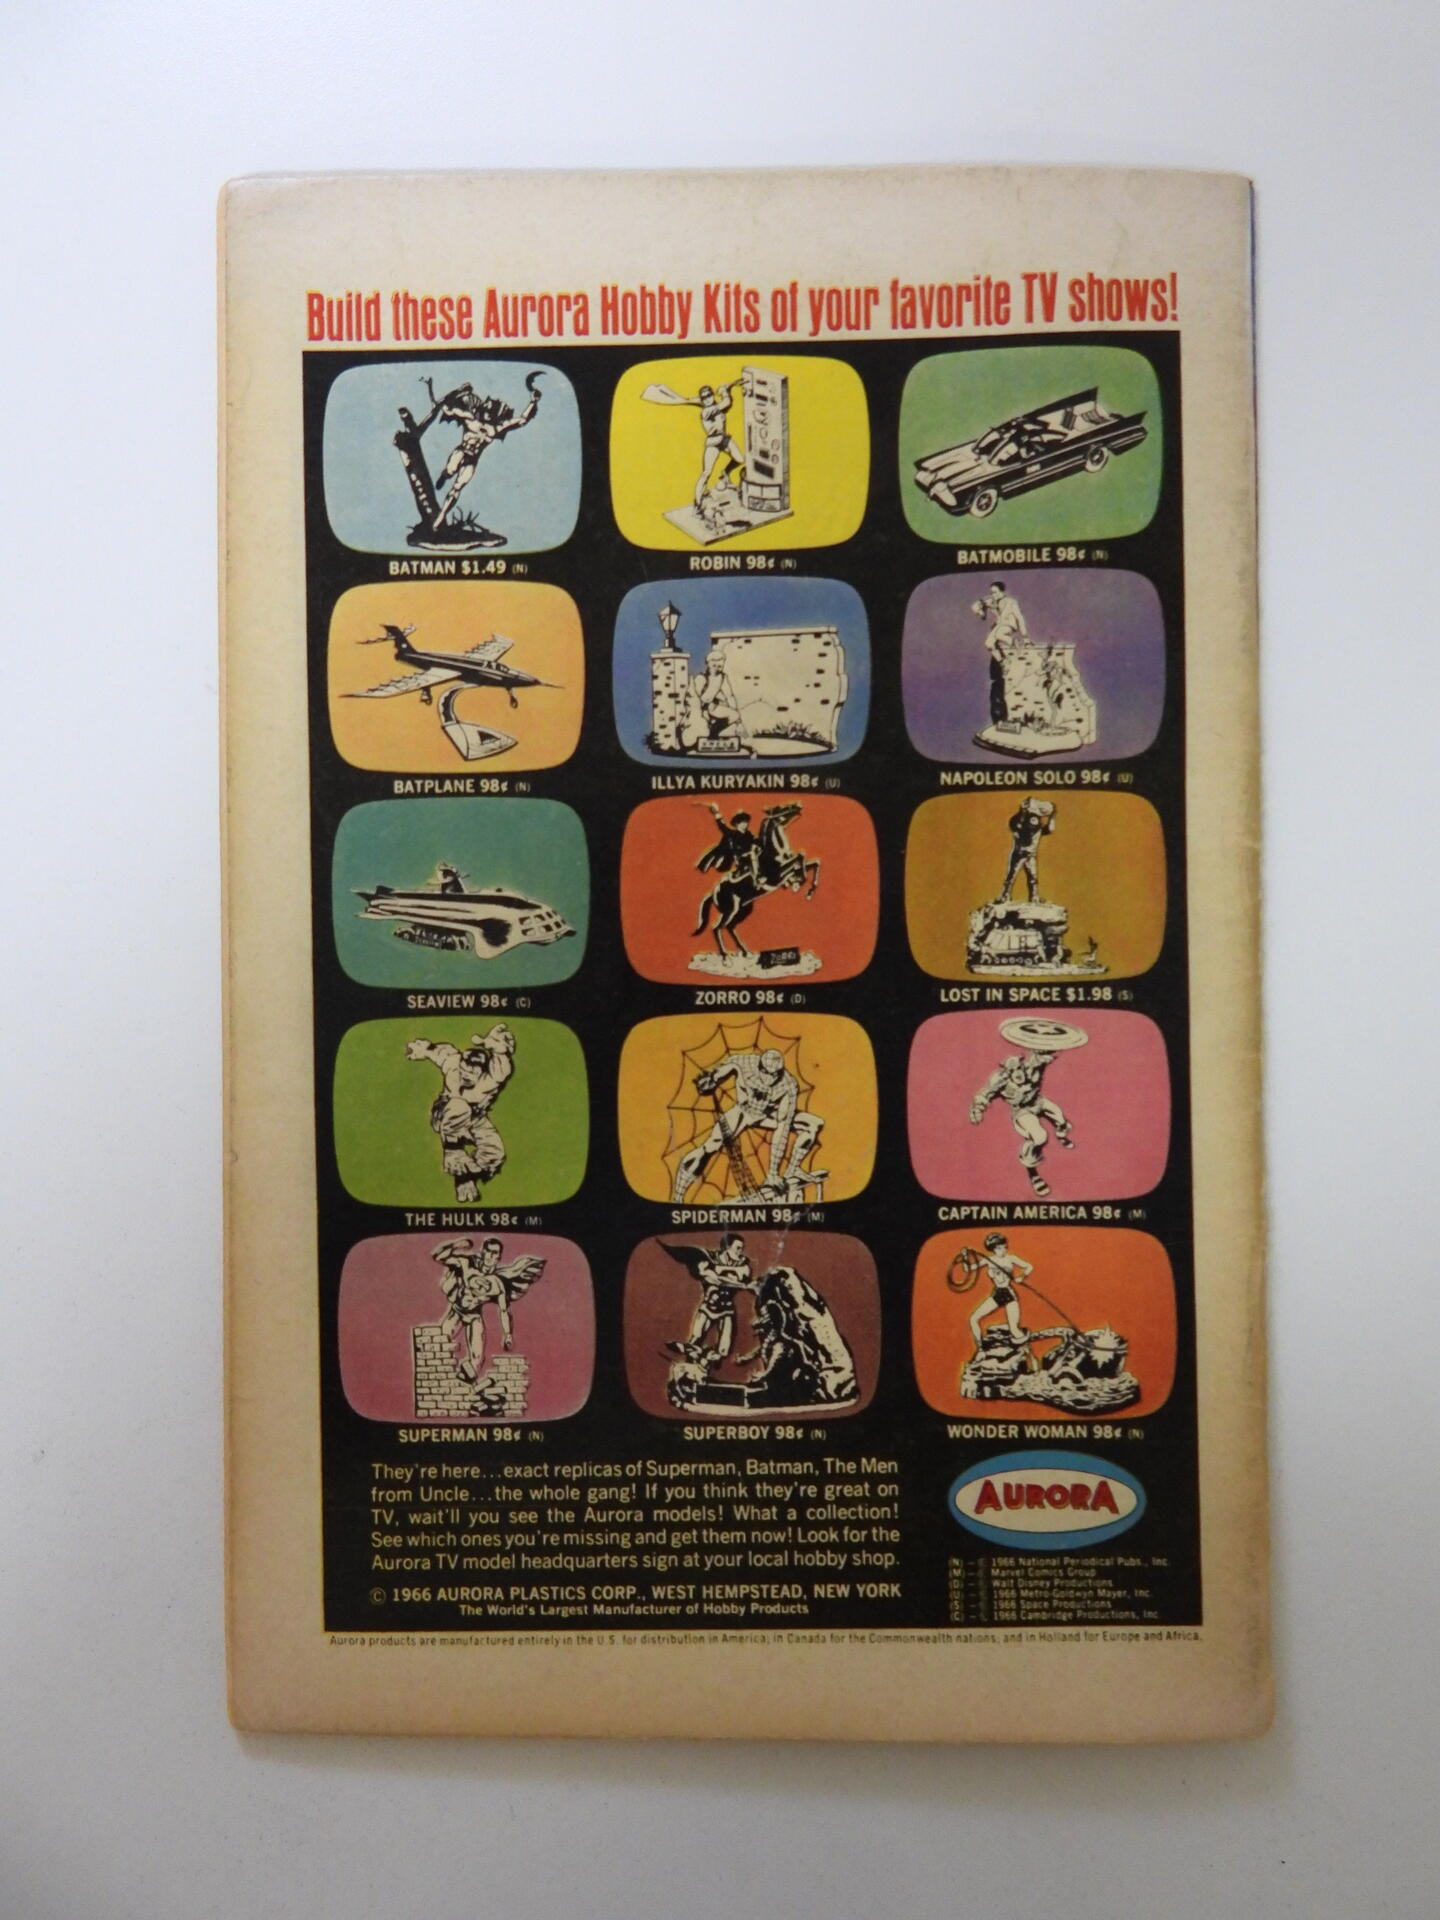 Build these Aurora Hobby Kits of your favorite TV shows!
BATMAN $1.49 (N)
ROBIN 98¢ (N)
BATMOBILE 98¢ (N)
BATPLANE 98¢ (N)
ILLYA KURYAKIN 98¢ (U)
NAPOLEON SOLO 98¢ (U)
SEAVIEW 98¢ (C)
ZORRO
ZORRO 98¢ (D)
LOST IN SPACE $1.98 (S)
THE HULK 98¢ (M)
SPIDERMAN 98¢ (M)
CAPTAIN AMERICA 98¢ (M)
SUPERMAN 98¢ (N)
SUPERBOY 98¢ (N)
WONDER WOMAN 98¢ (N)
They're here...exact replicas of Superman, Batman, The Men
from Uncle...the whole gang! If you think they're great on
TV, wait'll you see the Aurora models! What a collection!
See which ones you're missing and get them now! Look for the
Aurora TV model headquarters sign at your local hobby shop.
© 1966 AURORA PLASTICS CORP., WEST HEMPSTEAD, NEW YORK
The World's Largest Manufacturer of Hobby Products
AURORA
(N) – © 1966 National Periodical Pubs., Inc.
(M) – © Marvel Comics Group
(D) – © Walt Disney Productions
(U) – © 1966 Metro-Goldwyn Mayer, Inc.
(S) – © 1966 Space Productions
(C) – © 1966 Cambridge Productions, Inc.
Aurora products are manufactured entirely in the U.S. for distribution in America; in Canada for the Commonwealth nations; and in Holland for Europe and Africa.